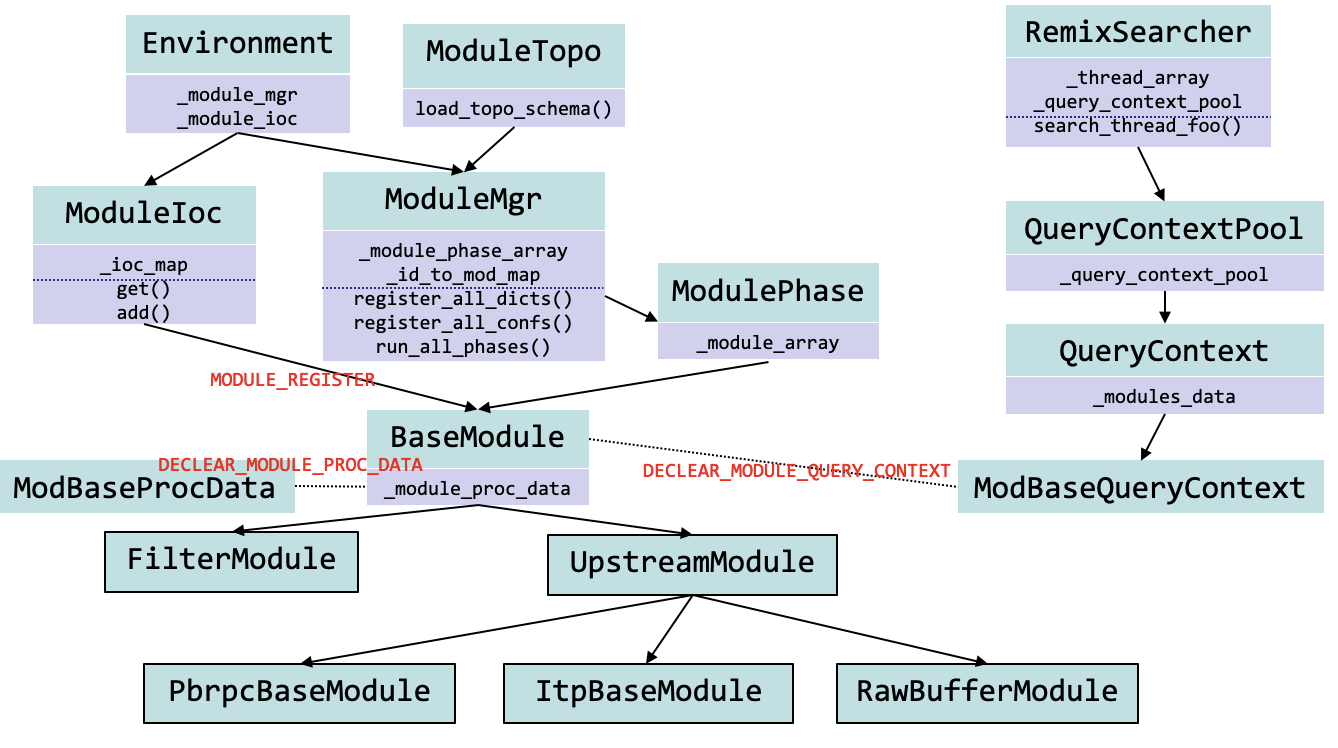 Environment
_module_mgr
_module_ioc
ModuleTopo
load_topo_schema()
RemixSearcher
_thread_array
_query_context_pool
search_thread_foo()
ModuleIoc
_ioc_map
get()
add()
ModuleMgr
_module_phase_array
_id_to_mod_map
register_all_dicts()
register_all_confs()
run_all_phases()
ModulePhase
_module_array
QueryContextPool
_query_context_pool
QueryContext
_modules_data
MODULE_REGISTER
BaseModule
_module_proc_data
DECLEAR_MODULE_PROC_DATA
ModBaseProcData
DECLEAR_MODULE_QUERY_CONTEXT
ModBaseQueryContext
FilterModule
UpstreamModule
PbrpcBaseModule
ItpBaseModule
RawBufferModule